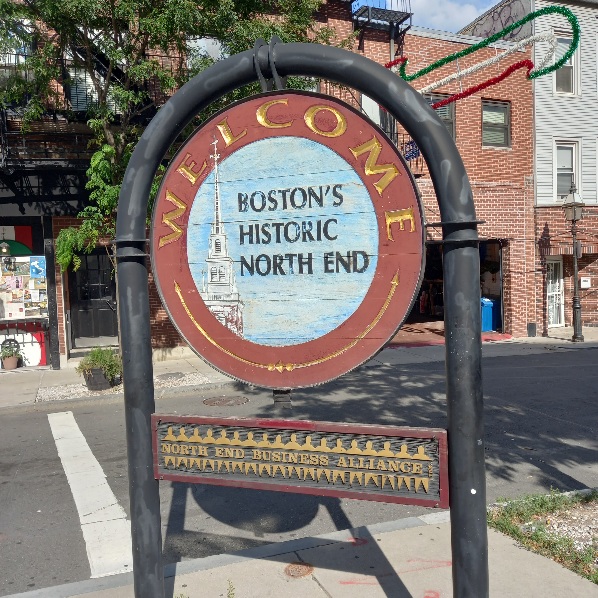 WELCOME
BOSTON'S
HISTORIC
NORTH END
NORTH END BUSINESS ALLIANCE